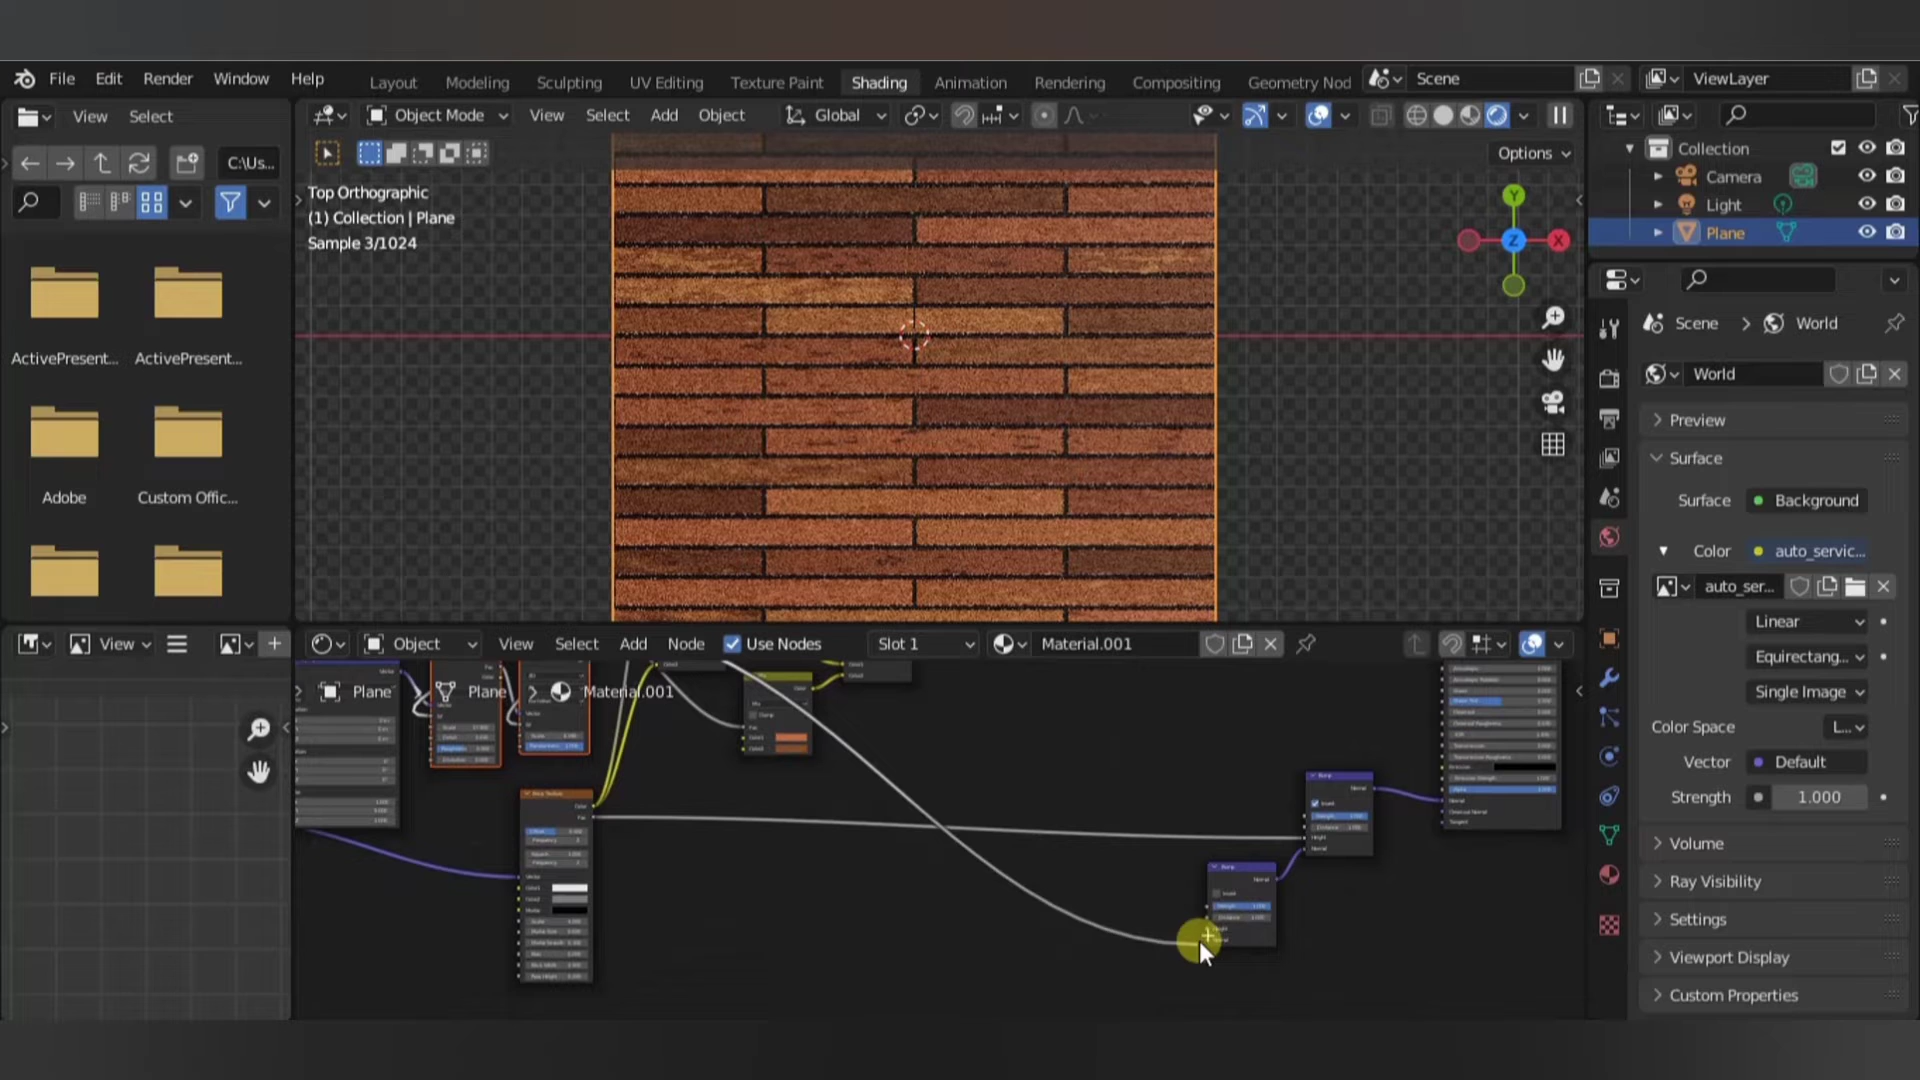 File Edit Render Window Help
Layout Modeling Sculpting UV Editing Texture Paint Shading Animation Rendering Compositing Geometry Nod
Scene
ViewLayer
View Select
Object Mode View Select Add Object
Global
C:\Us...
Options
Top Orthographic
(1) Collection | Plane
Sample 3/1024
Y
Z
X
ActivePresent... ActivePresent...
Adobe Custom Offic...
Collection
Camera
Light
Plane
Scene > World
World
Preview
Surface
Surface Background
Color auto_servic...
auto_ser...
Linear
Equirectang...
Single Image
Color Space L...
Vector Default
Strength 1.000
Volume
Ray Visibility
Settings
Viewport Display
Custom Properties
View
Object View Select Add Node Use Nodes Slot 1 Material.001
Plane Plane Material.001